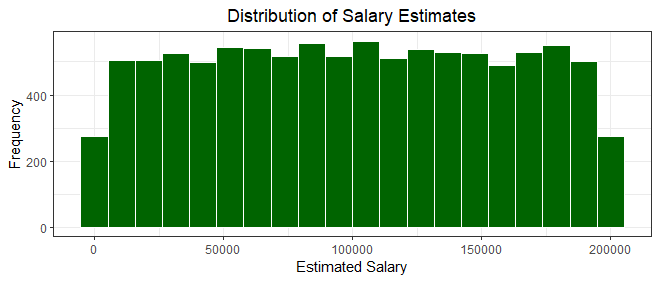 Distribution of Salary Estimates
Frequency
400
200
0
0 50000 100000 150000 200000
Estimated Salary